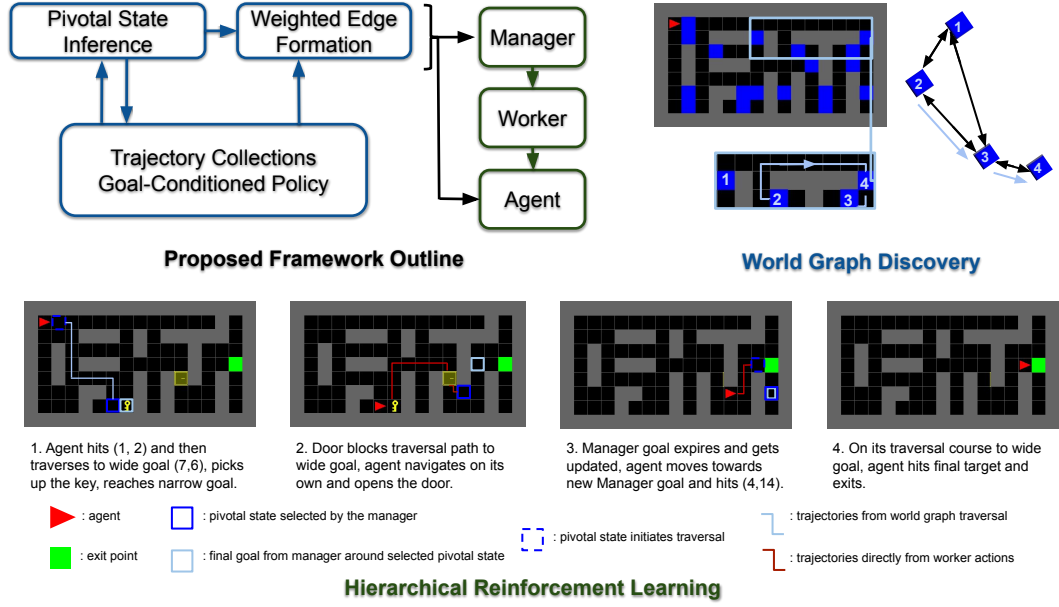 Pivotal State
Inference
Weighted Edge
Formation
Trajectory Collections
Goal-Conditioned Policy
Manager
Worker
Agent
Proposed Framework Outline
1
2
3
4
1
2
3
4
World Graph Discovery
1. Agent hits (1, 2) and then
traverses to wide goal (7,6), picks
up the key, reaches narrow goal.
2. Door blocks traversal path to
wide goal, agent navigates on its
own and opens the door.
3. Manager goal expires and gets
updated, agent moves towards
new Manager goal and hits (4,14).
4. On its traversal course to wide
goal, agent hits final target and
exits.
: agent
: pivotal state selected by the manager
: pivotal state initiates traversal
: trajectories from world graph traversal
: exit point
: final goal from manager around selected pivotal state
: trajectories directly from worker actions
Hierarchical Reinforcement Learning